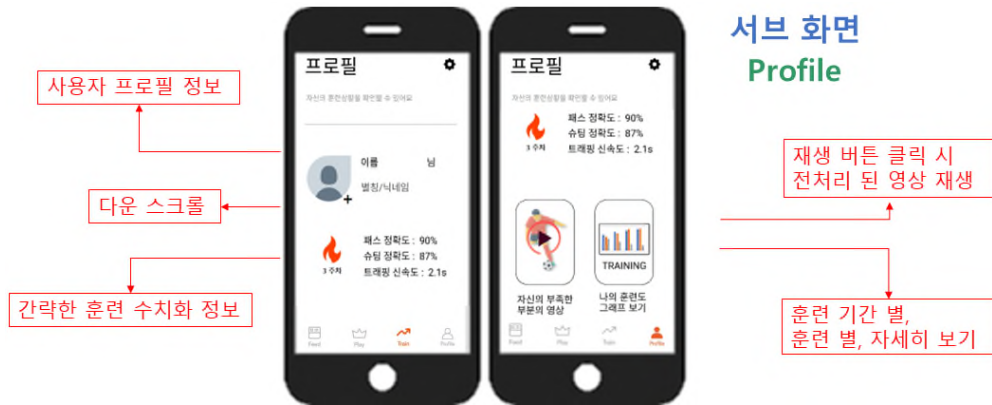 서브 화면
Profile
사용자 프로필 정보
다운 스크롤
간략한 훈련 수치화 정보
프로필
자신의 훈련상황을 확인할 수 있어요
이름 님
별칭/닉네임
3 주차
패스 정확도 : 90%
슈팅 정확도 : 87%
트래핑 신속도 : 2.1s
Feed
Play
Train
Profile
프로필
자신의 훈련상황을 확인할 수 있어요
3 주차
패스 정확도 : 90%
슈팅 정확도 : 87%
트래핑 신속도 : 2.1s
TRAINING
자신의 부족한
부분의 영상
나의 훈련도
그래프 보기
Feed
Play
Train
Profile
재생 버튼 클릭 시
전처리 된 영상 재생
훈련 기간 별,
훈련 별, 자세히 보기